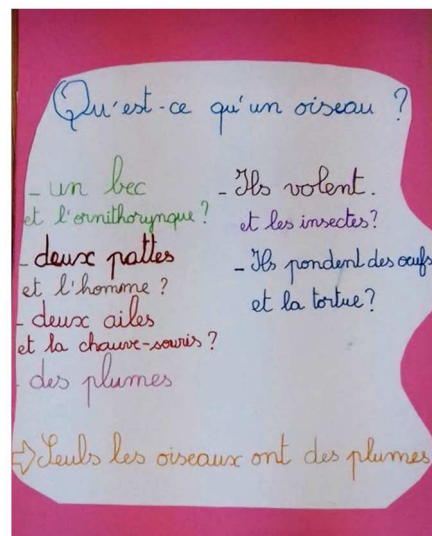 Qu'est-ce qu'un oiseau ?
- un bec
et l'ornithorynque ?
- deux pattes
et l'homme ?
- deux ailes
et la chauve-souris ?
- des plumes
- Ils volent.
et les insectes ?
- Ils pondent des œufs
et la tortue ?
⇨ Seuls les oiseaux ont des plumes